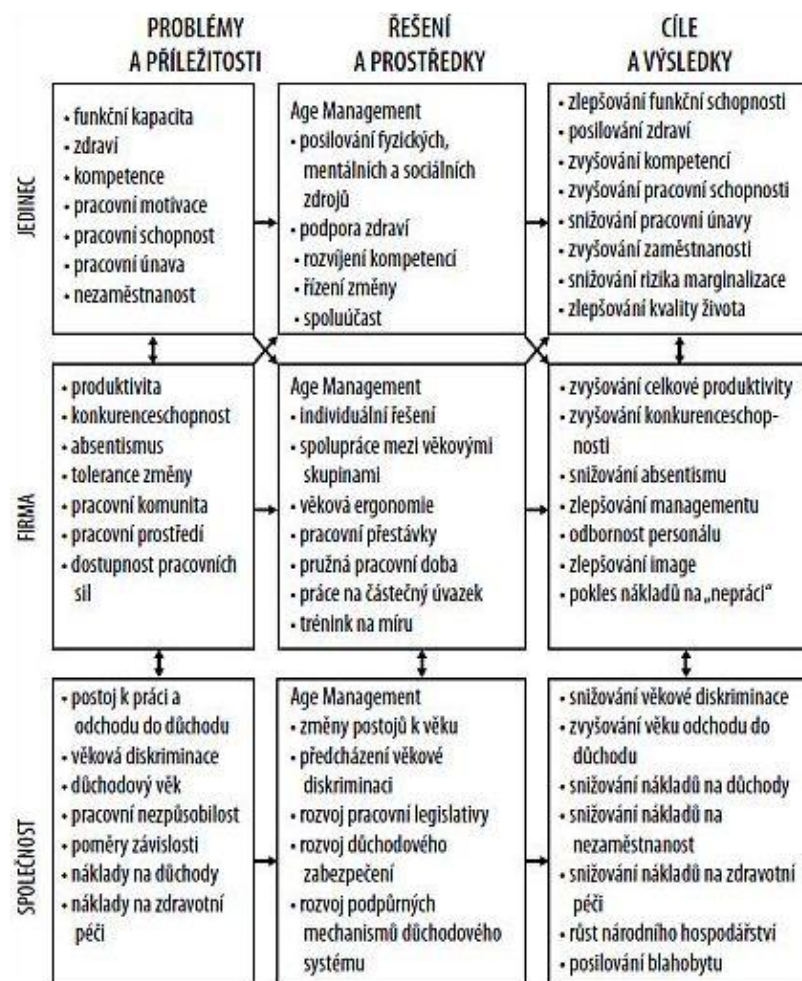 PROBLÉMY
A PŘÍLEŽITOSTI
ŘEŠENÍ
A PROSTŘEDKY
CÍLE
A VÝSLEDKY
JEDINEC
• funkční kapacita
• zdraví
• kompetence
• pracovní motivace
• pracovní schopnost
• pracovní únava
• nezaměstnanost
Age Management
• posilování fyzických,
mentálních a sociálních
zdrojů
• podpora zdraví
• rozvíjení kompetencí
• řízení změny
• spoluúčast
• zlepšování funkční schopnosti
• posilování zdraví
• zvyšování kompetencí
• zvyšování pracovní schopnosti
• snižování pracovní únavy
• zvyšování zaměstnanosti
• snižování rizika marginalizace
• zlepšování kvality života
FIRMA
• produktivita
• konkurenceschopnost
• absentismus
• tolerance změny
• pracovní komunita
• pracovní prostředí
• dostupnost pracovních
sil
Age Management
• individuální řešení
• spolupráce mezi věkovými
skupinami
• věková ergonomie
• pracovní přestávky
• pružná pracovní doba
• práce na částečný úvazek
• trénink na míru
• zvyšování celkové produktivity
• zvyšování konkurenceschop-
nosti
• snižování absentismu
• zlepšování managementu
• odbornost personálu
• zlepšování image
• pokles nákladů na „nepráci“
SPOLEČNOST
• postoj k práci a
odchodu do důchodu
• věková diskriminace
• důchodový věk
• pracovní nezpůsobilost
• poměry závislosti
• náklady na důchody
• náklady na zdravotní
péči
Age Management
• změny postojů k věku
• předcházení věkové
diskriminaci
• rozvoj pracovní legislativy
• rozvoj důchodového
zabezpečení
• rozvoj podpůrných
mechanismů důchodového
systému
• snižování věkové diskriminace
• zvyšování věku odchodu do
důchodu
• snižování nákladů na důchody
• snižování nákladů na
nezaměstnanost
• snižování nákladů na zdravotní
péči
• růst národního hospodářství
• posilování blahobytu